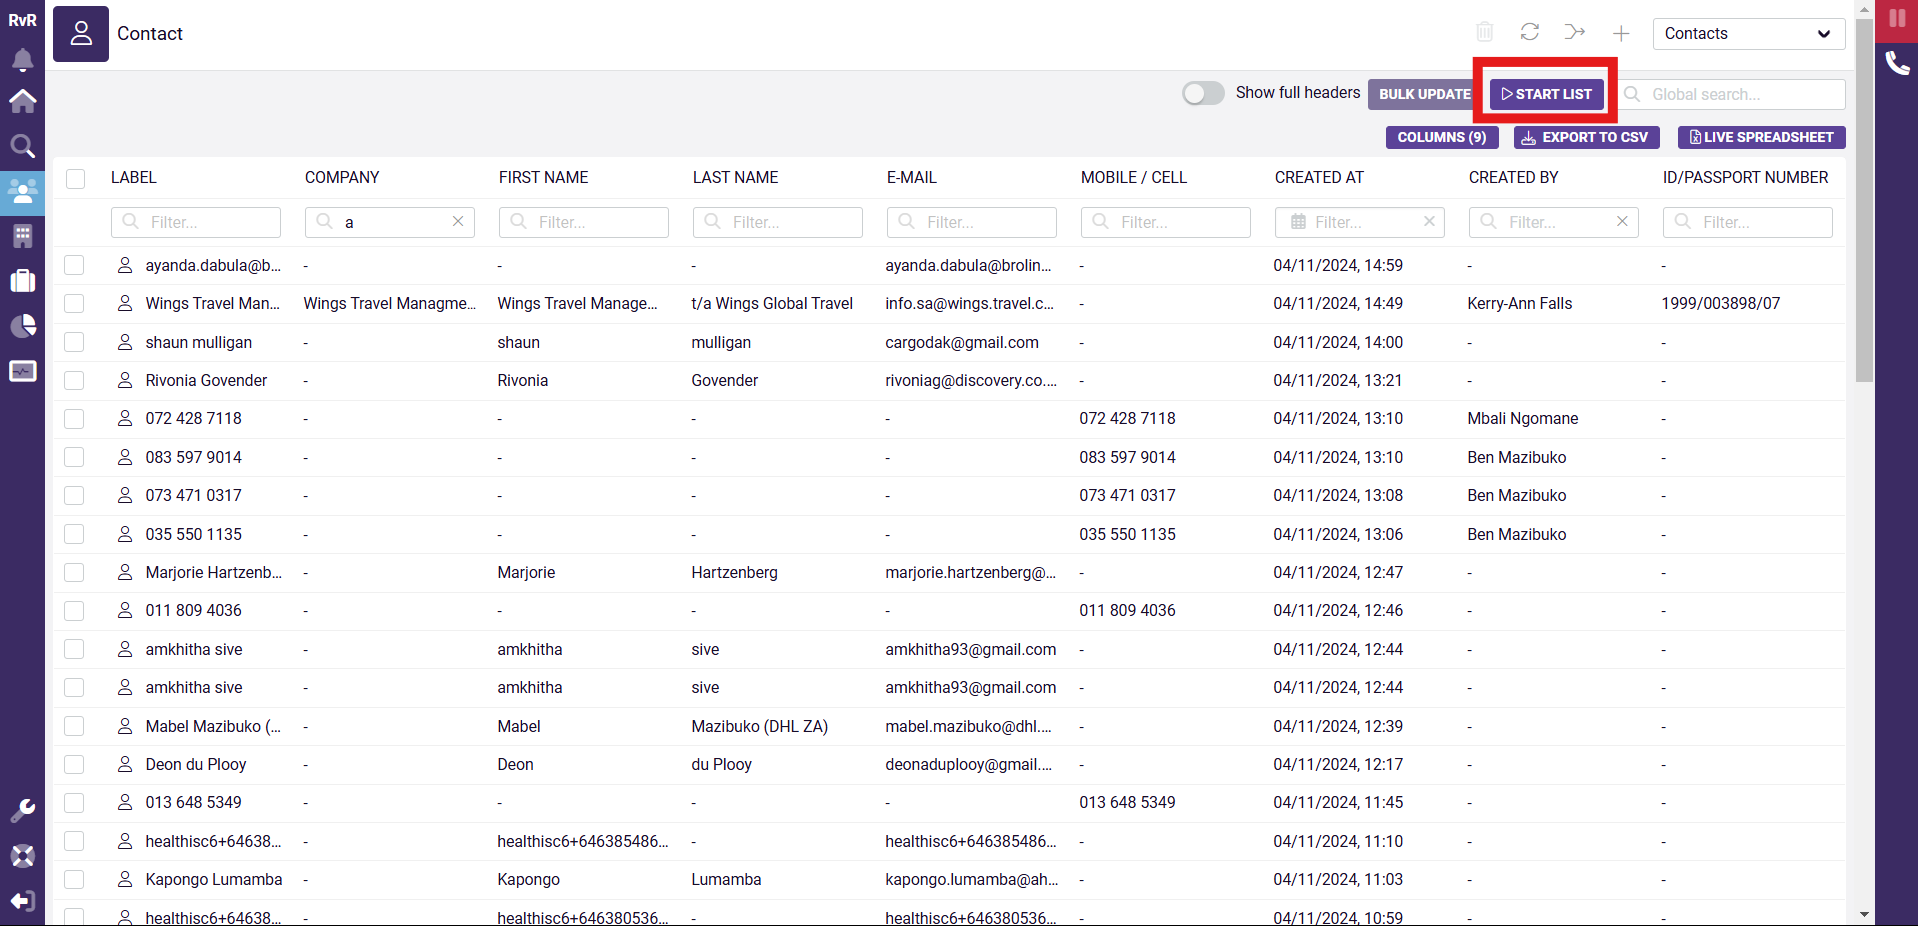 RvR
Contact
Contacts
Show full headers
BULK UPDATE
START LIST
Global search...
COLUMNS (9)
EXPORT TO CSV
LIVE SPREADSHEET
LABEL COMPANY FIRST NAME LAST NAME E-MAIL MOBILE / CELL CREATED AT CREATED BY ID/PASSPORT NUMBER
Filter... a Filter... Filter... Filter... Filter... Filter... Filter... Filter...
ayanda.dabula@b... - - - ayanda.dabula@brolin... - 04/11/2024, 14:59 - -
Wings Travel Man... Wings Travel Managme... Wings Travel Manage... t/a Wings Global Travel info.sa@wings.travel.c... - 04/11/2024, 14:49 Kerry-Ann Falls 1999/003898/07
shaun mulligan - shaun mulligan cargodak@gmail.com - 04/11/2024, 14:00 - -
Rivonia Govender - Rivonia Govender rivoniag@discovery.co.... - 04/11/2024, 13:21 - -
072 428 7118 - - - - 072 428 7118 04/11/2024, 13:10 Mbali Ngomane -
083 597 9014 - - - - 083 597 9014 04/11/2024, 13:10 Ben Mazibuko -
073 471 0317 - - - - 073 471 0317 04/11/2024, 13:08 Ben Mazibuko -
035 550 1135 - - - - 035 550 1135 04/11/2024, 13:06 Ben Mazibuko -
Marjorie Hartzenb... - Marjorie Hartzenberg marjorie.hartzenberg@... - 04/11/2024, 12:47 - -
011 809 4036 - - - - 011 809 4036 04/11/2024, 12:46 - -
amkhitha sive - amkhitha sive amkhitha93@gmail.com - 04/11/2024, 12:44 - -
amkhitha sive - amkhitha sive amkhitha93@gmail.com - 04/11/2024, 12:44 - -
Mabel Mazibuko (... - Mabel Mazibuko (DHL ZA) mabel.mazibuko@dhl.... - 04/11/2024, 12:39 - -
Deon du Plooy - Deon du Plooy deonaduplooy@gmail.... - 04/11/2024, 12:17 - -
013 648 5349 - - - - 013 648 5349 04/11/2024, 11:45 - -
healthisc6+64638... - healthisc6+646385486... - healthisc6+646385486... - 04/11/2024, 11:10 - -
Kapongo Lumamba - Kapongo Lumamba kapongo.lumamba@ah... - 04/11/2024, 11:03 - -
healthisc6+64638... - healthisc6+646380536... - healthisc6+646380536... - 04/11/2024, 10:59 - -